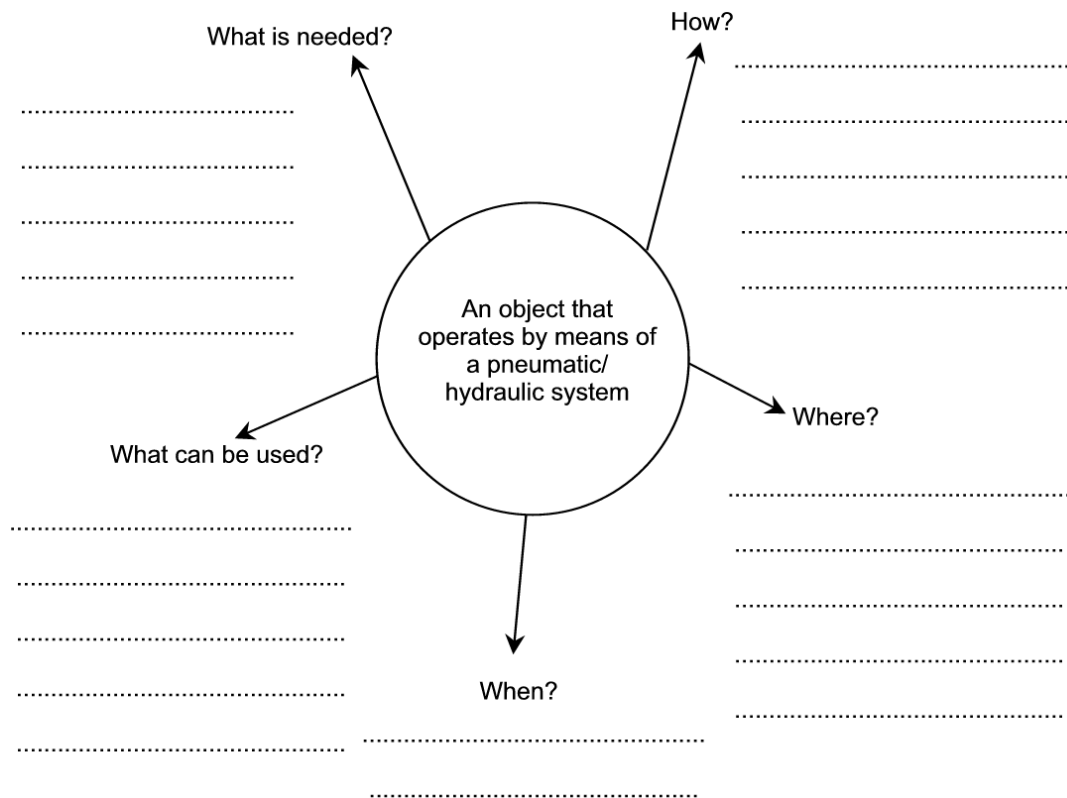 What is needed?
How?
An object that
operates by means of
a pneumatic/
hydraulic system
Where?
What can be used?
When?